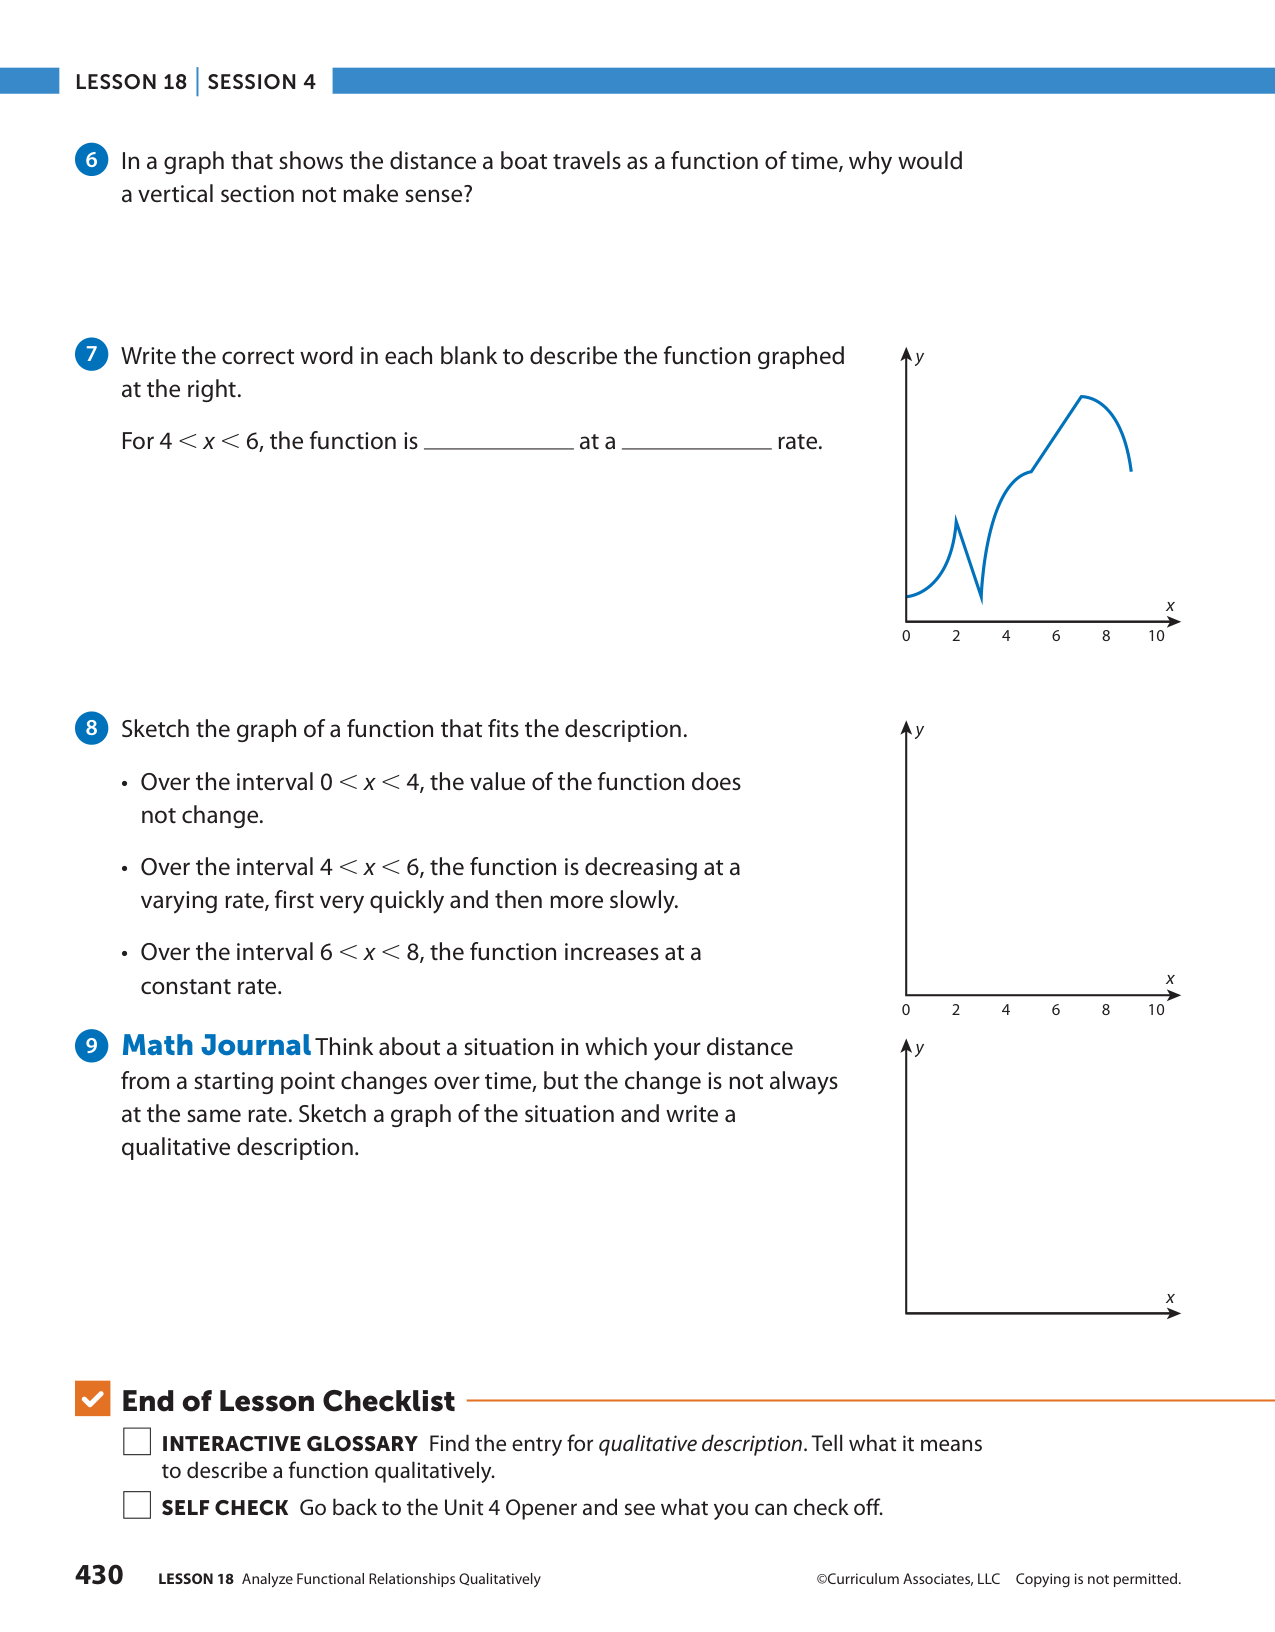 LESSON 18 | SESSION 4
6 In a graph that shows the distance a boat travels as a function of time, why would
a vertical section not make sense?
7 Write the correct word in each blank to describe the function graphed
at the right.
For 4 < x < 6, the function is ____________ at a ____________ rate.
y
x
0 2 4 6 8 10
8 Sketch the graph of a function that fits the description.
• Over the interval 0 < x < 4, the value of the function does
not change.
• Over the interval 4 < x < 6, the function is decreasing at a
varying rate, first very quickly and then more slowly.
• Over the interval 6 < x < 8, the function increases at a
constant rate.
y
x
0 2 4 6 8 10
9 Math Journal Think about a situation in which your distance
from a starting point changes over time, but the change is not always
at the same rate. Sketch a graph of the situation and write a
qualitative description.
y
x
End of Lesson Checklist
INTERACTIVE GLOSSARY Find the entry for qualitative description. Tell what it means
to describe a function qualitatively.
SELF CHECK Go back to the Unit 4 Opener and see what you can check off.
430 LESSON 18 Analyze Functional Relationships Qualitatively ©Curriculum Associates, LLC Copying is not permitted.